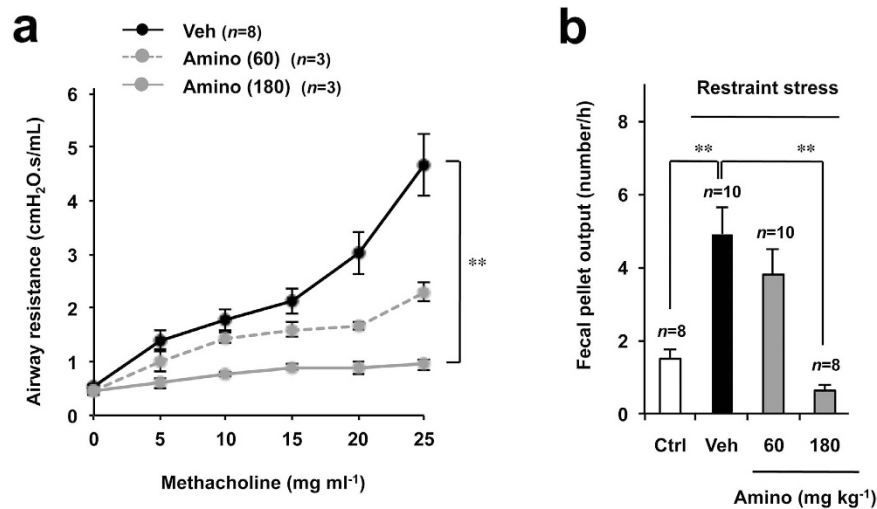 a
Veh (n=8)
Amino (60) (n=3)
Amino (180) (n=3)
Airway resistance (cmH₂O.s/mL)
6
5
4
3
2
1
0
**
0 5 10 15 20 25
Methacholine (mg ml⁻¹)
b
Restraint stress
Fecal pellet output (number/h)
8
6
4
2
0
** **
n=10
n=10
n=8
n=8
Ctrl Veh 60 180
Amino (mg kg⁻¹)